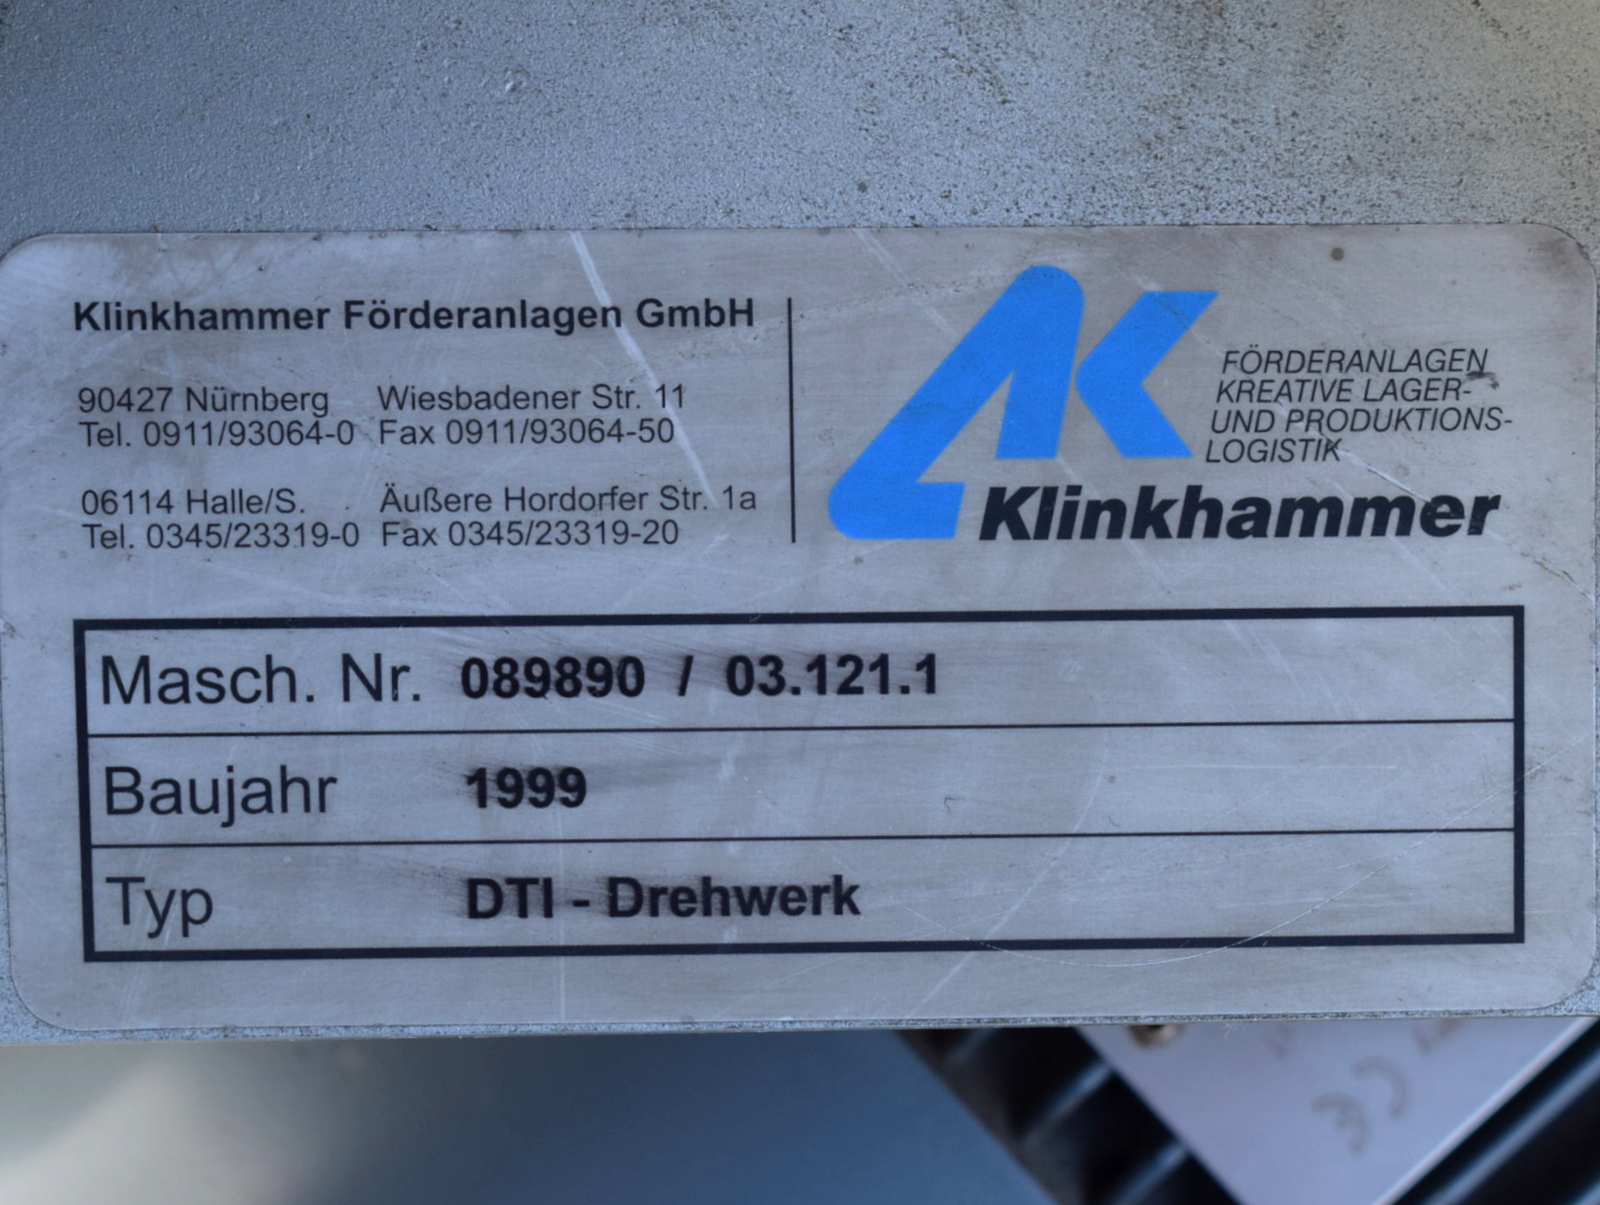 Klinkhammer Förderanlagen GmbH
90427 Nürnberg Wiesbadener Str. 11
Tel. 0911/93064-0 Fax 0911/93064-50
06114 Halle/S. Äußere Hordorfer Str. 1a
Tel. 0345/23319-0 Fax 0345/23319-20
AK
FÖRDERANLAGEN
KREATIVE LAGER-
UND PRODUKTIONS-
LOGISTIK
Klinkhammer
Masch. Nr. 089890 / 03.121.1
Baujahr 1999
Typ DTI - Drehwerk
CE